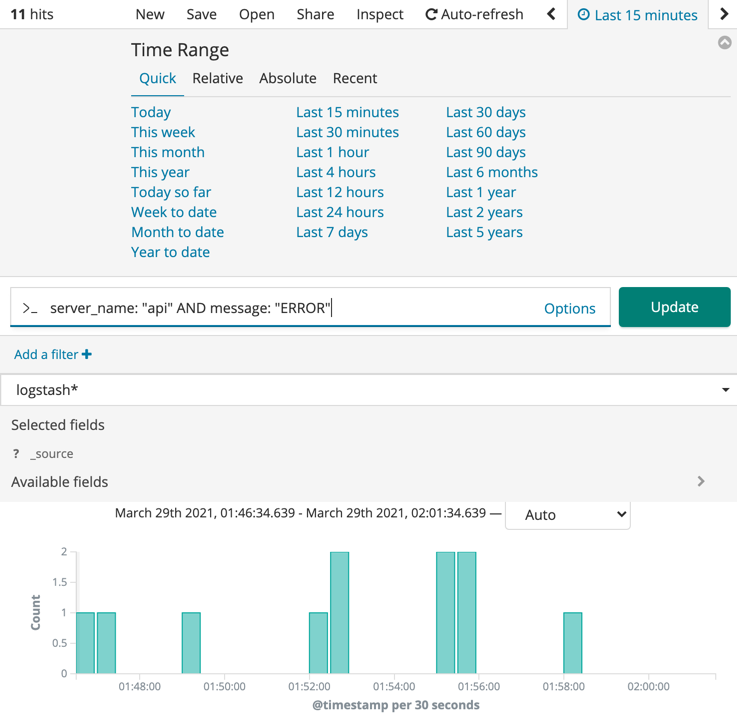 11 hits New Save Open Share Inspect Auto-refresh Last 15 minutes
Time Range
Quick Relative Absolute Recent
Today Last 15 minutes Last 30 days
This week Last 30 minutes Last 60 days
This month Last 1 hour Last 90 days
This year Last 4 hours Last 6 months
Today so far Last 12 hours Last 1 year
Week to date Last 24 hours Last 2 years
Month to date Last 7 days Last 5 years
Year to date
>_ server_name: "api" AND message: "ERROR" Options Update
Add a filter +
logstash*
Selected fields
? _source
Available fields
March 29th 2021, 01:46:34.639 - March 29th 2021, 02:01:34.639 — Auto
2
1.5
1
0.5
0
Count
01:48:00 01:50:00 01:52:00 01:54:00 01:56:00 01:58:00 02:00:00
@timestamp per 30 seconds